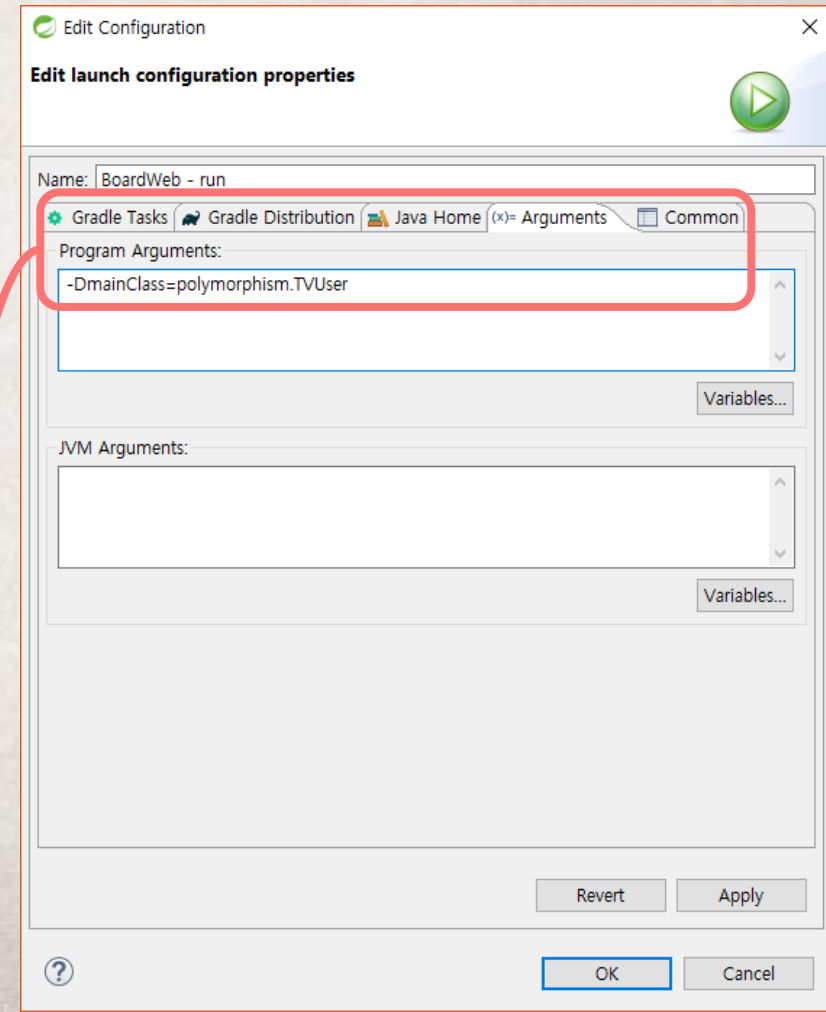 Edit Configuration
Edit launch configuration properties
Name: BoardWeb - run
Gradle Tasks Gradle Distribution Java Home (x)= Arguments Common
Program Arguments:
-DmainClass=polymorphism.TVUser
Variables...
JVM Arguments:
Variables...
Revert Apply
? OK Cancel